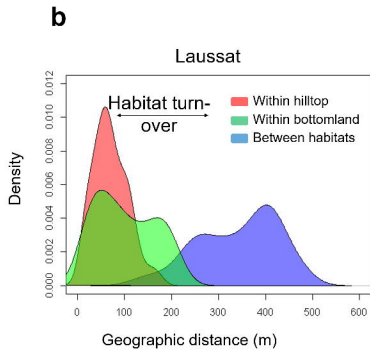 b
Laussat
Habitat turn-
over
Within hilltop
Within bottomland
Between habitats
Density
0.012
0.010
0.008
0.006
0.004
0.002
0.000
0 100 200 300 400 500 600
Geographic distance (m)